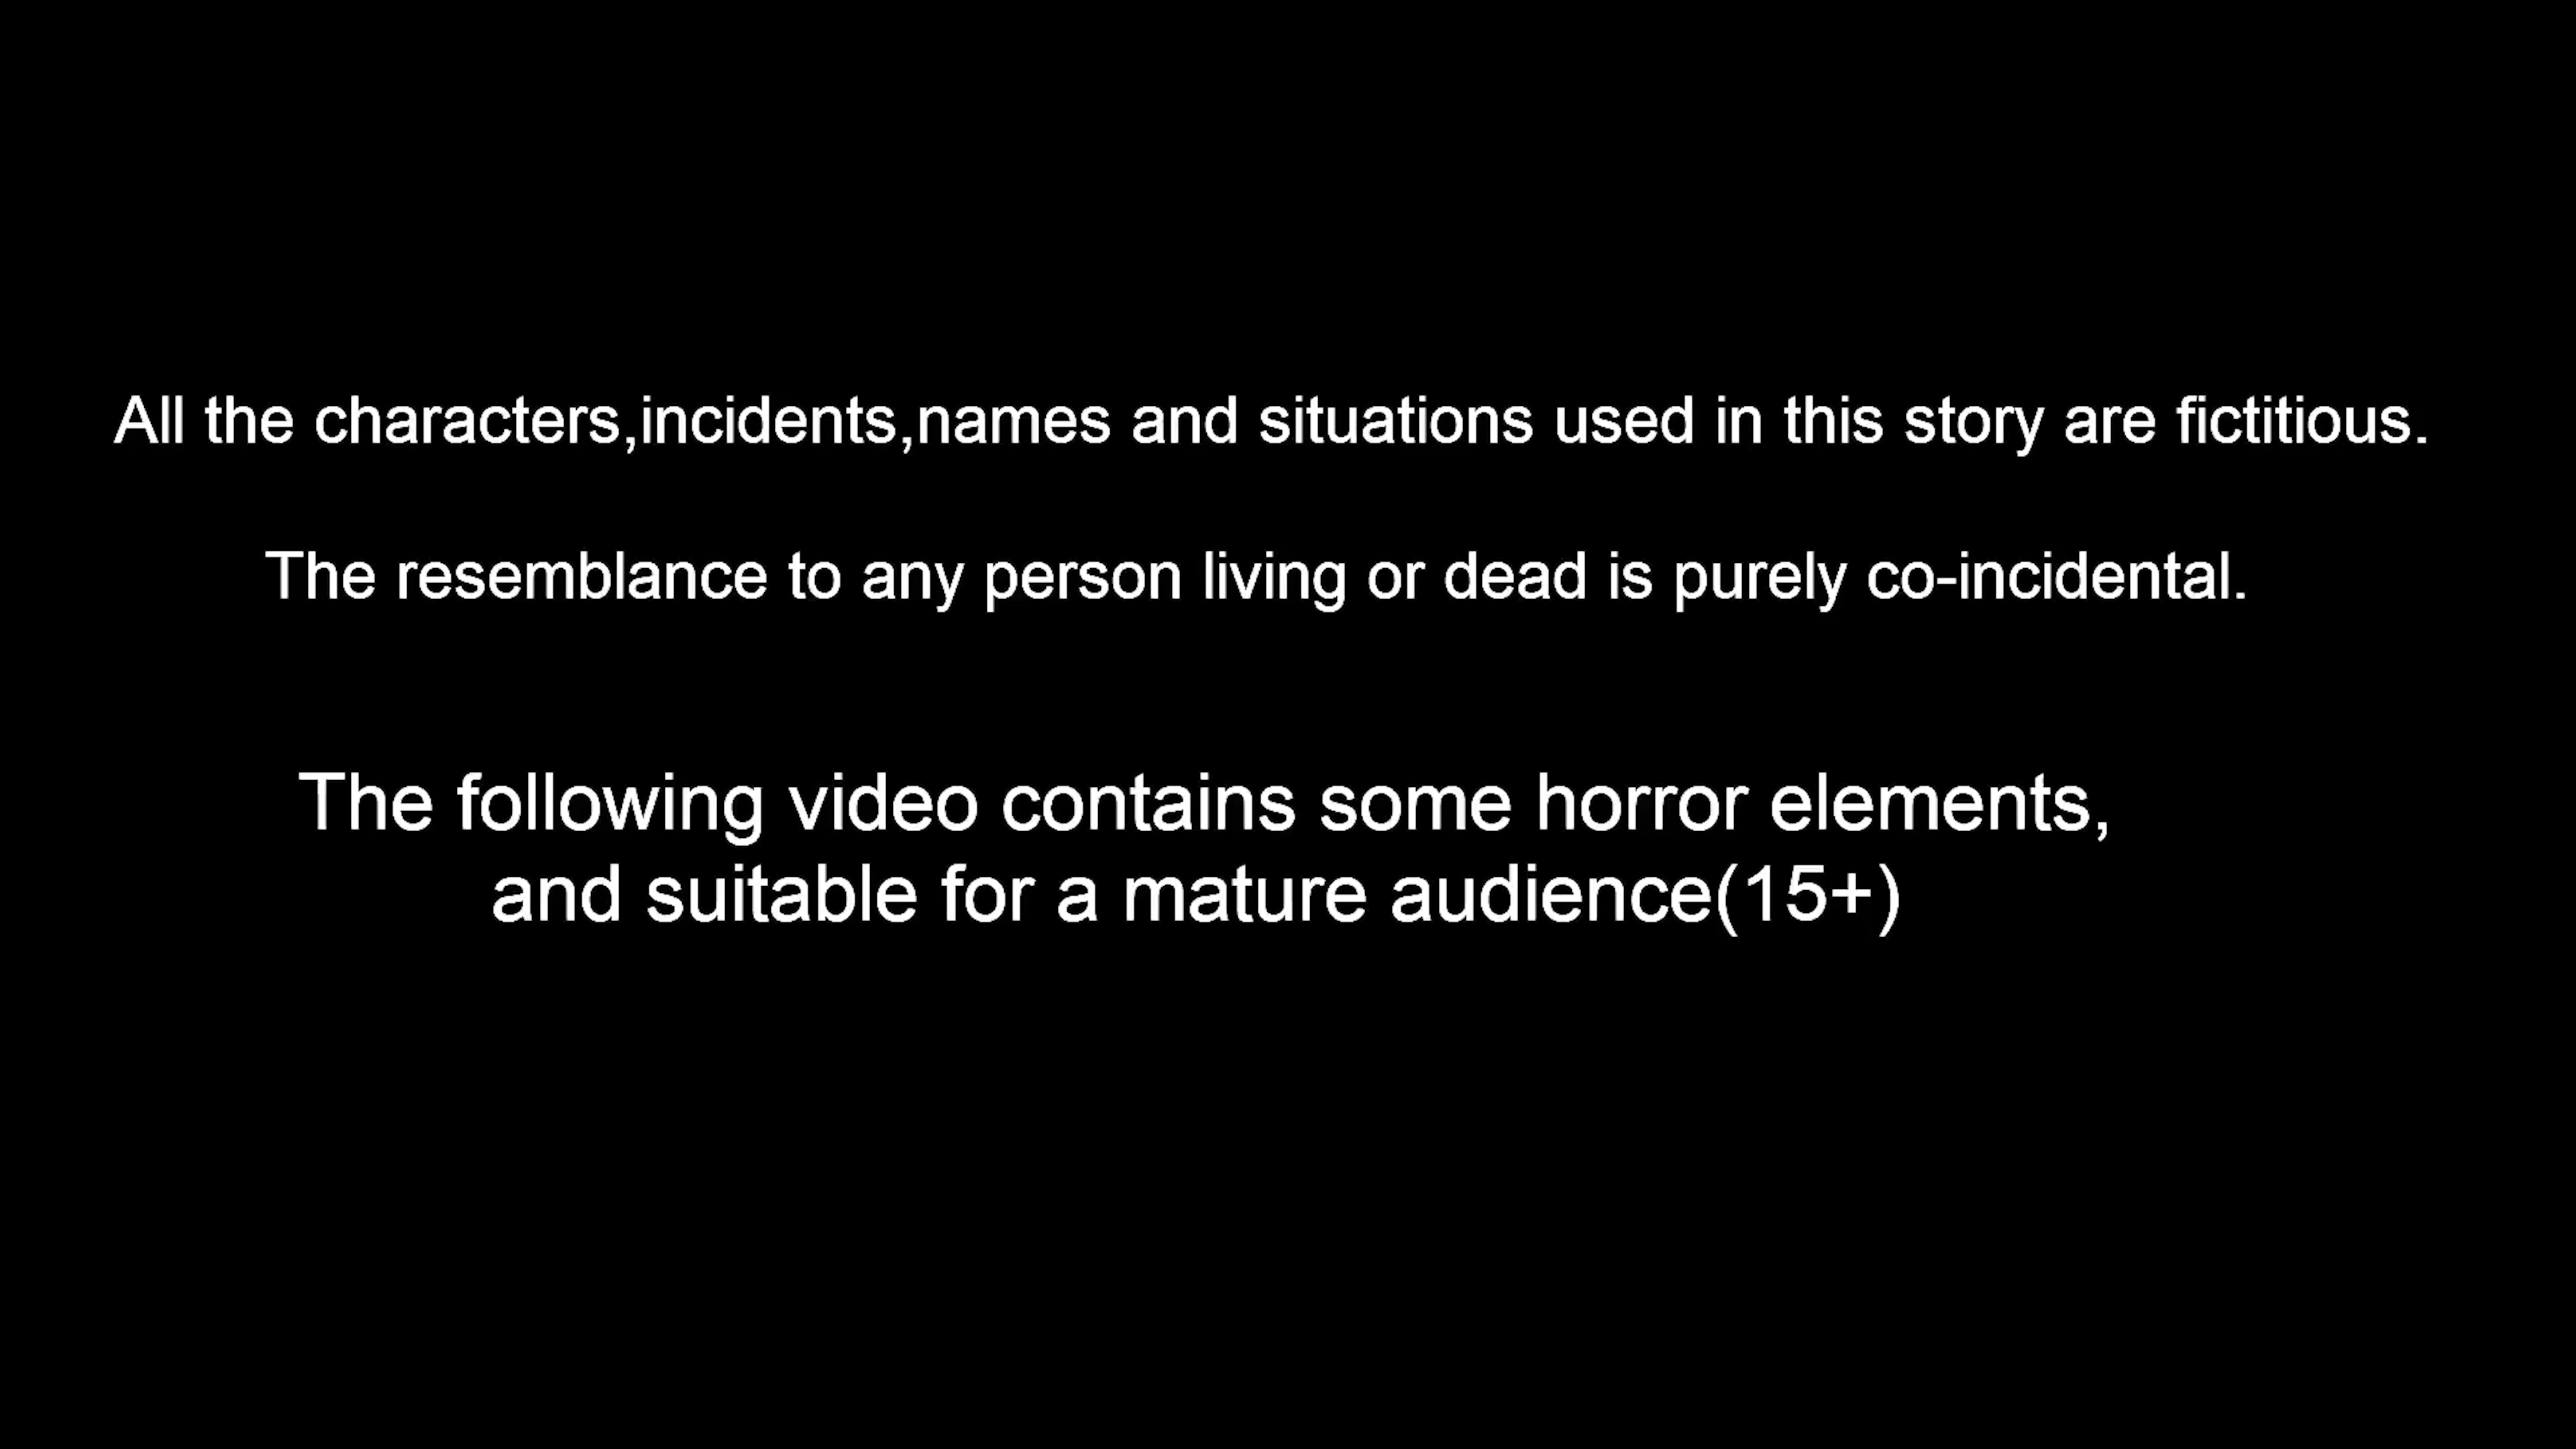 All the characters,incidents,names and situations used in this story are fictitious.
The resemblance to any person living or dead is purely co-incidental.
The following video contains some horror elements,
and suitable for a mature audience(15+)